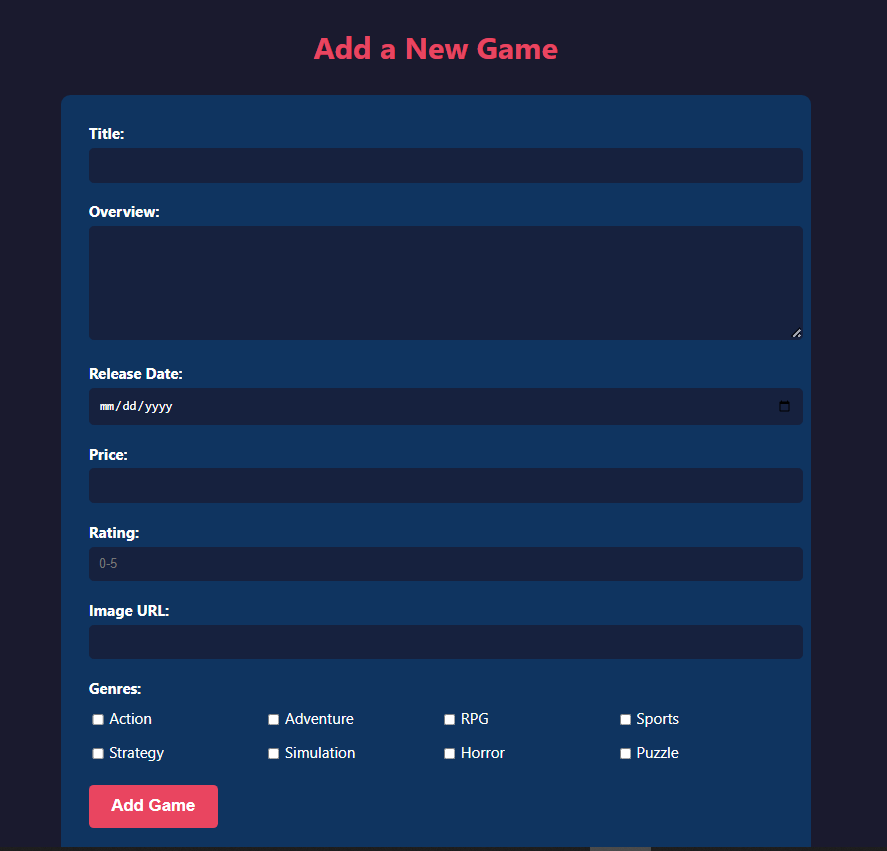 Add a New Game
Title:
Overview:
Release Date:
mm/dd/yyyy
Price:
Rating:
0-5
Image URL:
Genres:
Action Adventure RPG Sports
Strategy Simulation Horror Puzzle
Add Game